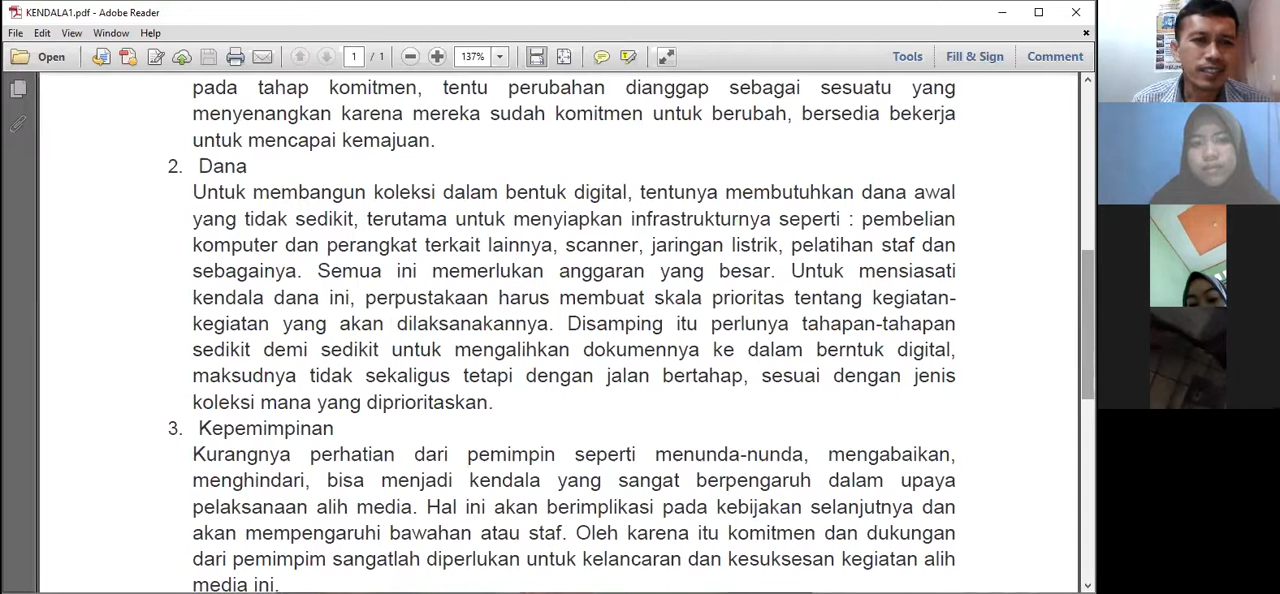 KENDALA1.pdf - Adobe Reader
File Edit View Window Help
Open 1 / 1 137% Tools Fill & Sign Comment
pada tahap komitmen, tentu perubahan dianggap sebagai sesuatu yang
menyenangkan karena mereka sudah komitmen untuk berubah, bersedia bekerja
untuk mencapai kemajuan.
2. Dana
Untuk membangun koleksi dalam bentuk digital, tentunya membutuhkan dana awal
yang tidak sedikit, terutama untuk menyiapkan infrastrukturnya seperti : pembelian
komputer dan perangkat terkait lainnya, scanner, jaringan listrik, pelatihan staf dan
sebagainya. Semua ini memerlukan anggaran yang besar. Untuk mensiasati
kendala dana ini, perpustakaan harus membuat skala prioritas tentang kegiatan-
kegiatan yang akan dilaksanakannya. Disamping itu perlunya tahapan-tahapan
sedikit demi sedikit untuk mengalihkan dokumennya ke dalam berntuk digital,
maksudnya tidak sekaligus tetapi dengan jalan bertahap, sesuai dengan jenis
koleksi mana yang diprioritaskan.
3. Kepemimpinan
Kurangnya perhatian dari pemimpin seperti menunda-nunda, mengabaikan,
menghindari, bisa menjadi kendala yang sangat berpengaruh dalam upaya
pelaksanaan alih media. Hal ini akan berimplikasi pada kebijakan selanjutnya dan
akan mempengaruhi bawahan atau staf. Oleh karena itu komitmen dan dukungan
dari pemimpim sangatlah diperlukan untuk kelancaran dan kesuksesan kegiatan alih
media ini.